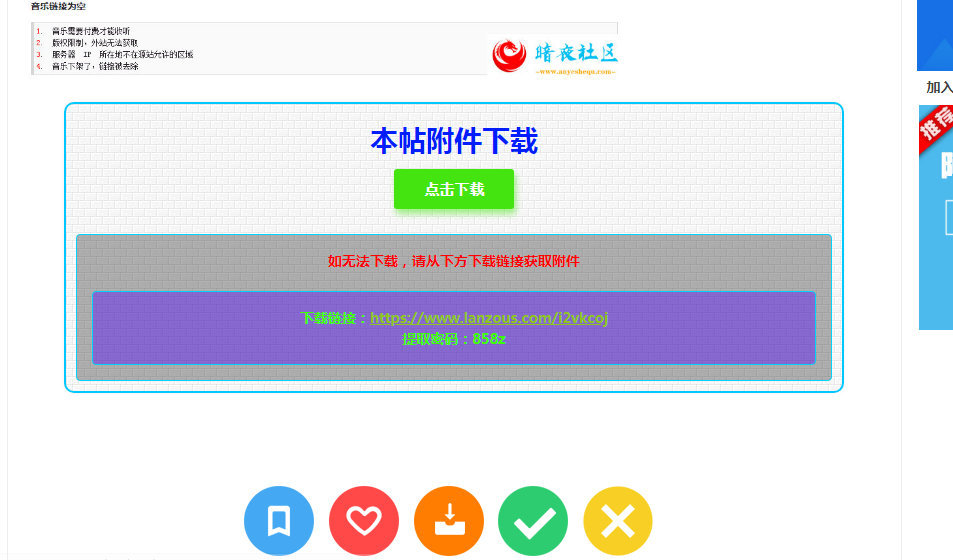 音乐链接为空
1. 音乐需要付费才能收听
2. 版权限制，外站无法获取
3. 服务器 IP 所在地不在源站允许的区域
4. 音乐下架了，链接被去除
暗夜社区
-www.anyeshequ.com-
本帖附件下载
点击下载
如无法下载，请从下方下载链接获取附件
下载链接：https://www.lanzous.com/i2vkcoj
提取密码：858z
加入
推荐